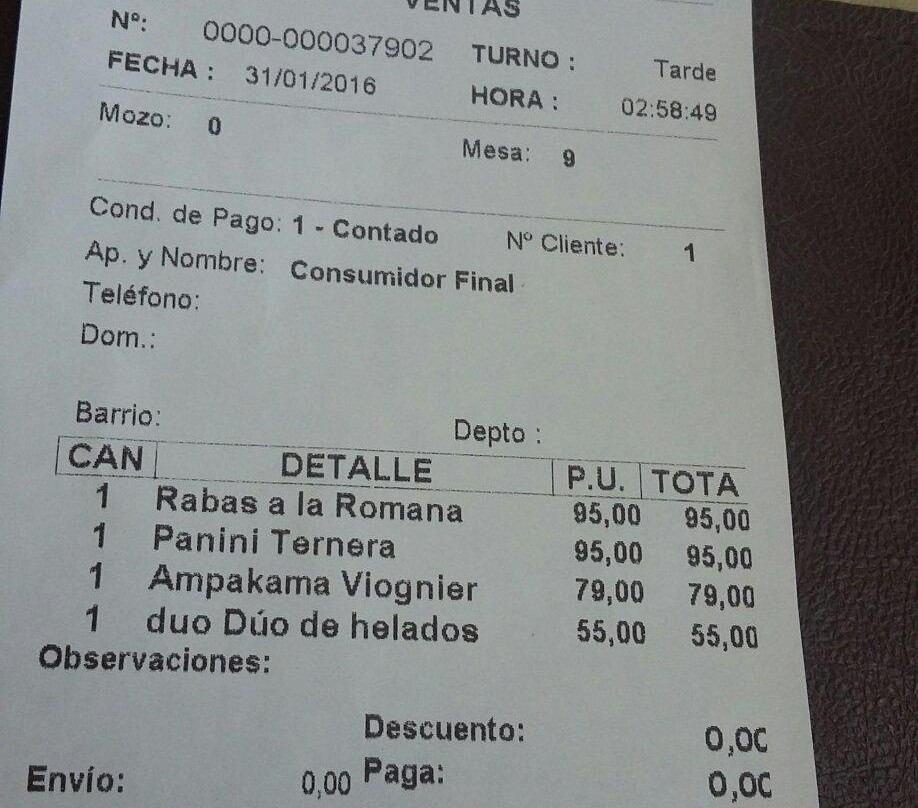 VENTAS
Nº: 0000-000037902 TURNO : Tarde
FECHA : 31/01/2016 HORA : 02:58:49
Mozo: 0 Mesa: 9
Cond. de Pago: 1 - Contado Nº Cliente: 1
Ap. y Nombre: Consumidor Final
Teléfono:
Dom.:
Barrio: Depto :
CAN DETALLE P.U. TOTA
1 Rabas a la Romana 95,00 95,00
1 Panini Ternera 95,00 95,00
1 Ampakama Viognier 79,00 79,00
1 duo Dúo de helados 55,00 55,00
Observaciones:
Descuento: 0,00
Envío: 0,00 Paga: 0,00